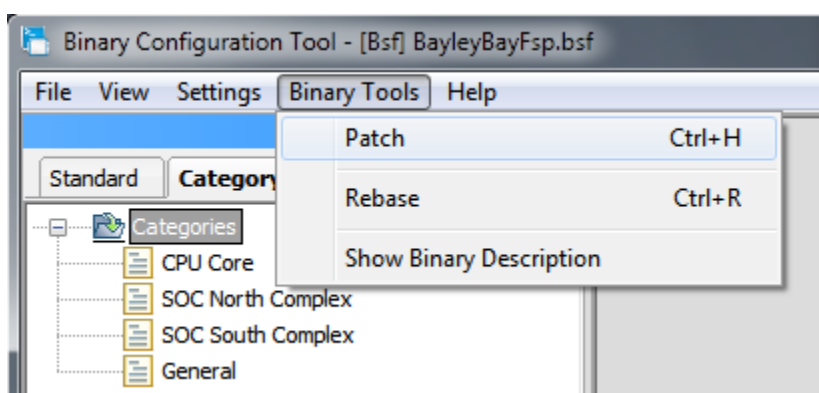 Binary Configuration Tool - [Bsf] BayleyBayFsp.bsf
File View Settings Binary Tools Help
Patch Ctrl+H
Standard Category
Rebase Ctrl+R
Categories
Show Binary Description
CPU Core
SOC North Complex
SOC South Complex
General